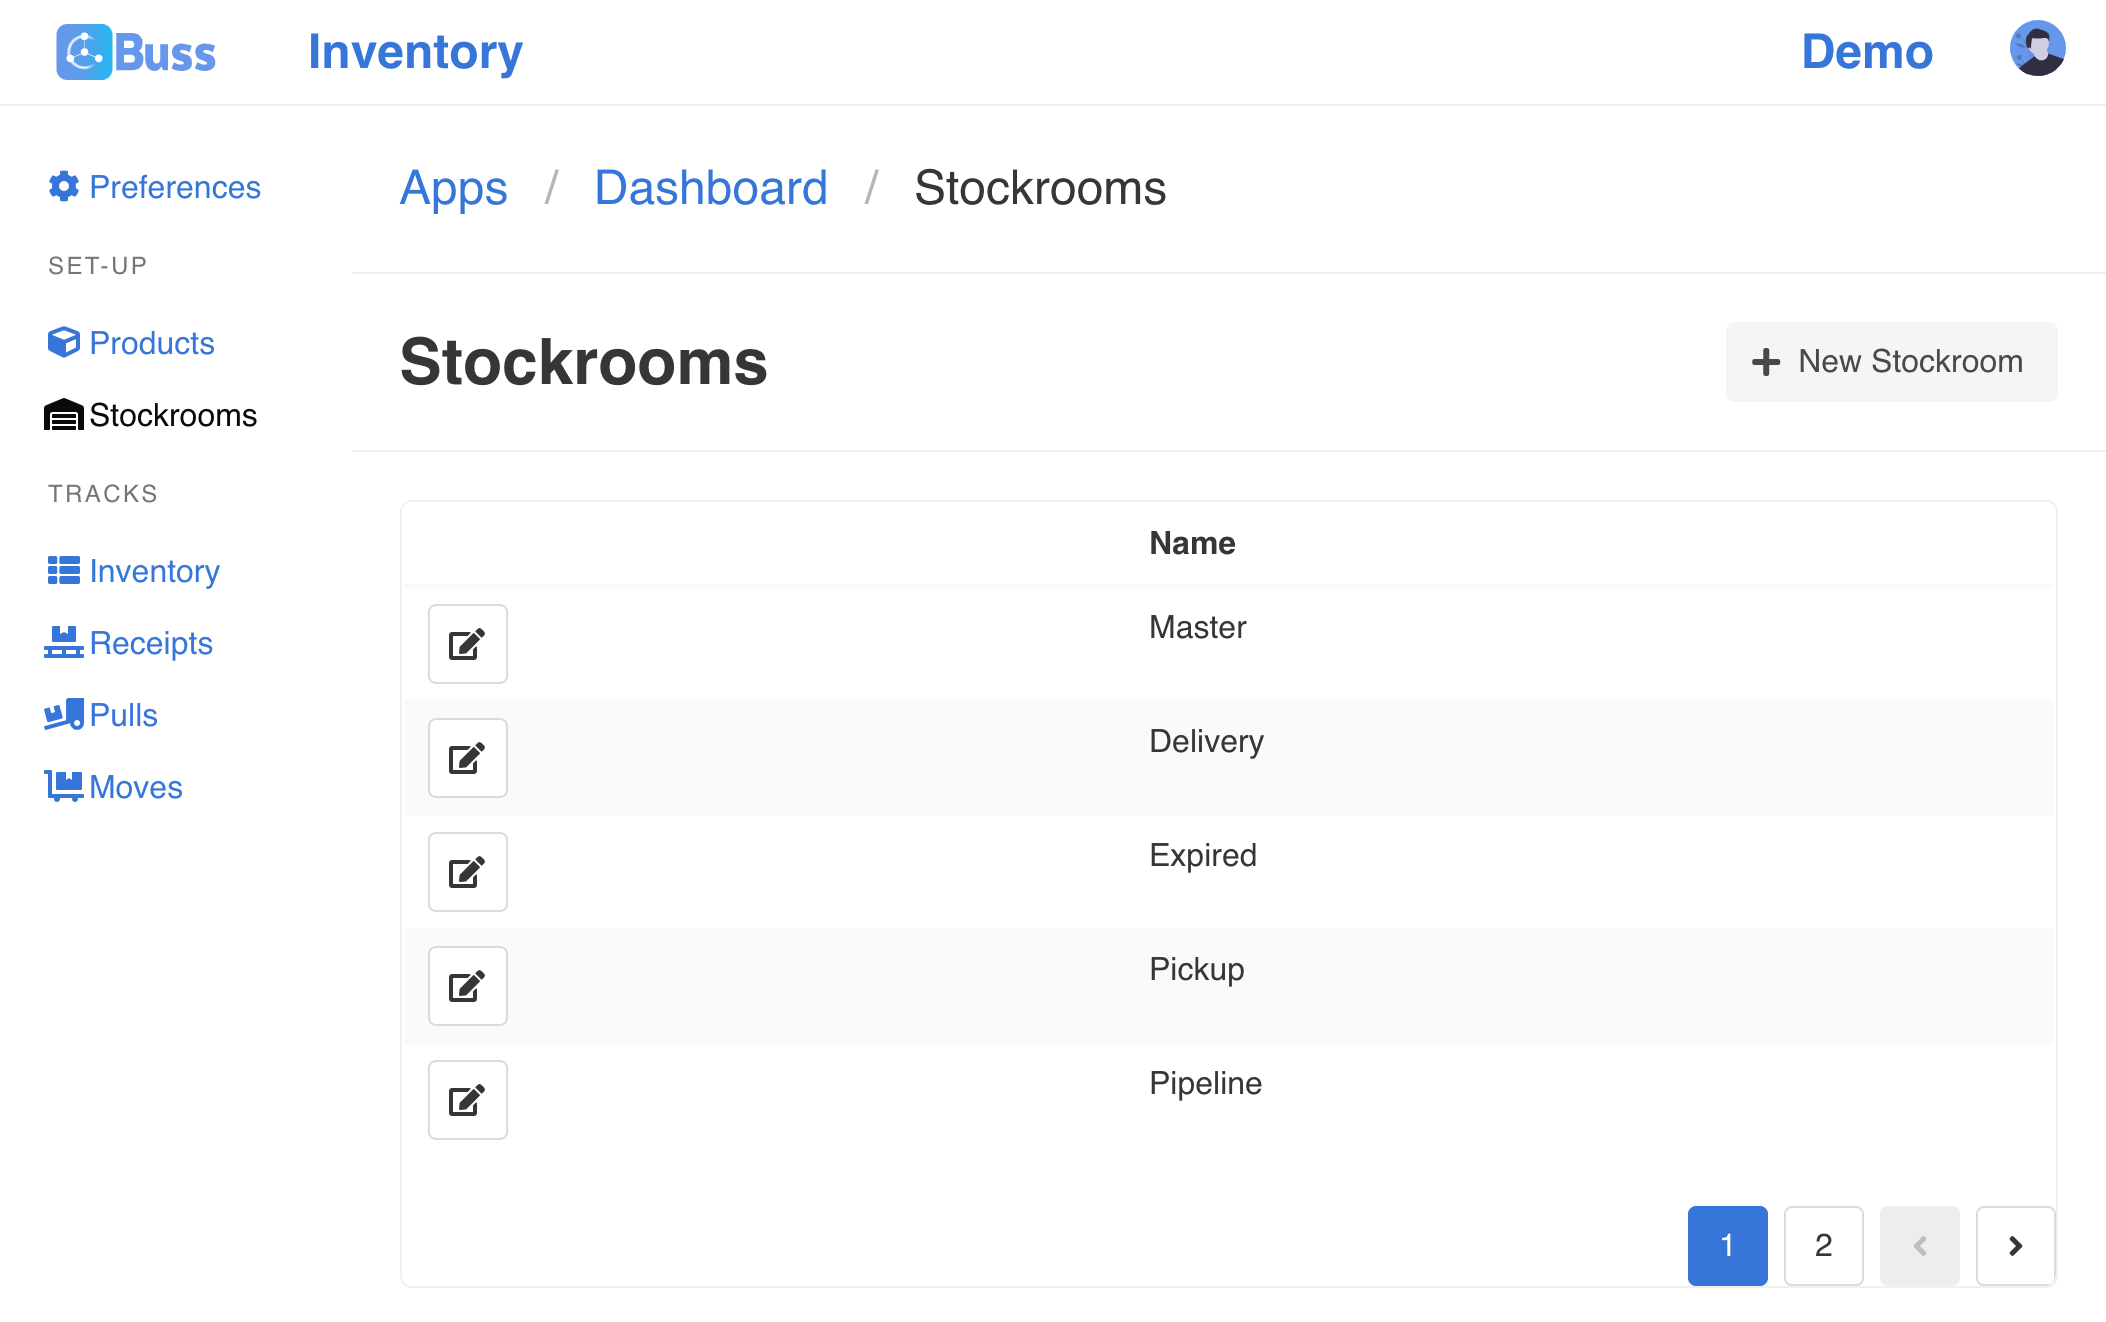 Buss Inventory Demo
Preferences
SET-UP
Products
Stockrooms
TRACKS
Inventory
Receipts
Pulls
Moves
Apps / Dashboard / Stockrooms
Stockrooms
New Stockroom
Name
Master
Delivery
Expired
Pickup
Pipeline
1 2